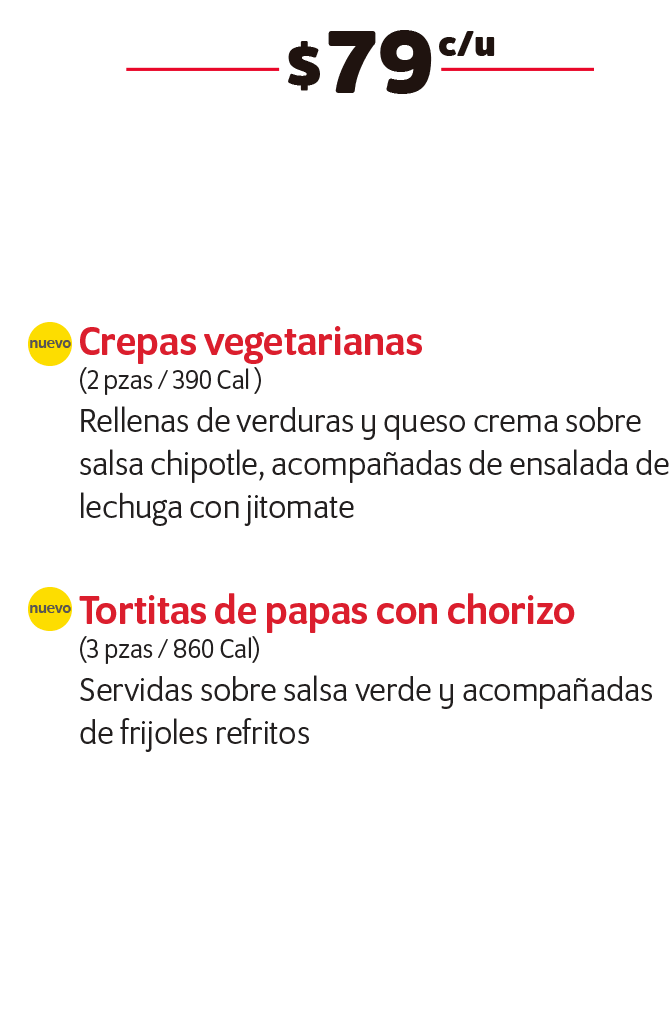 $79 c/u
nuevo Crepas vegetarianas
(2 pzas / 390 Cal )
Rellenas de verduras y queso crema sobre
salsa chipotle, acompañadas de ensalada de
lechuga con jitomate
nuevo Tortitas de papas con chorizo
(3 pzas / 860 Cal)
Servidas sobre salsa verde y acompañadas
de frijoles refritos